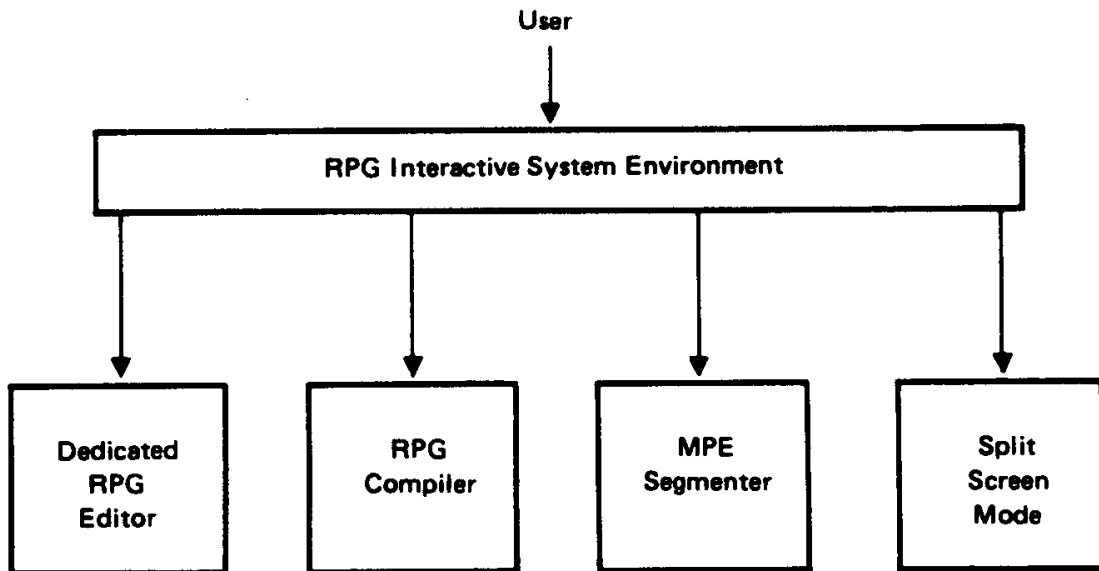 User
RPG Interactive System Environment
Dedicated
RPG
Editor
RPG
Compiler
MPE
Segmenter
Split
Screen
Mode